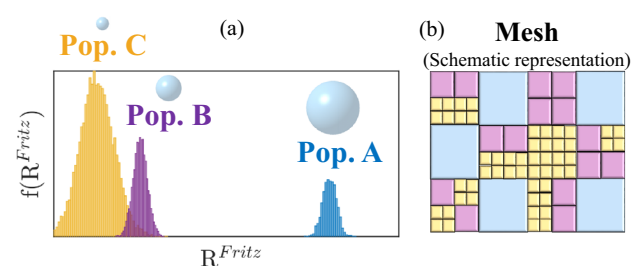 (a)
Pop. C
Pop. B
Pop. A
f(R^{Fritz})
R^{Fritz}
(b)
Mesh
(Schematic representation)